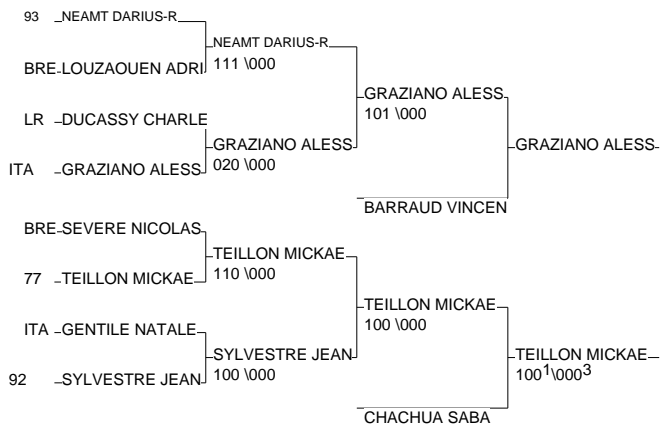 93 NEAMT DARIUS-R
NEAMT DARIUS-R
BRE LOUZAOUEN ADRI 111 \000
GRAZIANO ALESS
101 \000
LR DUCASSY CHARLE
GRAZIANO ALESS
020 \000
GRAZIANO ALESS
ITA GRAZIANO ALESS
BARRAUD VINCEN
BRE SEVERE NICOLAS
TEILLON MICKAE
110 \000
77 TEILLON MICKAE
TEILLON MICKAE
100 \000
ITA GENTILE NATALE
SYLVESTRE JEAN
100 \000
TEILLON MICKAE
100¹\000³
92 SYLVESTRE JEAN
CHACHUA SABA